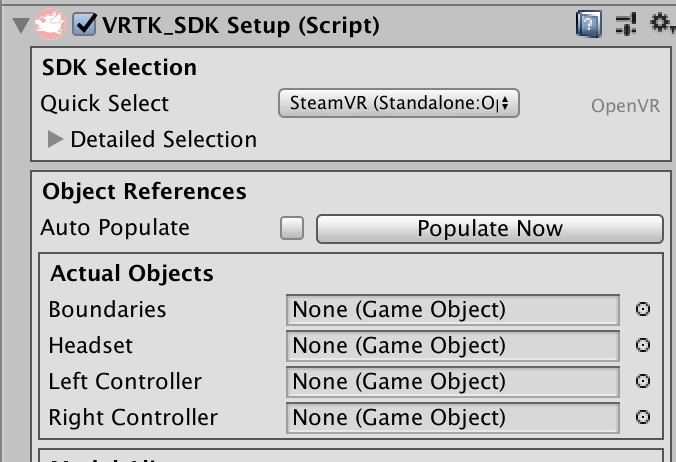 VRTK_SDK Setup (Script)
SDK Selection
Quick Select SteamVR (Standalone:O OpenVR
Detailed Selection
Object References
Auto Populate Populate Now
Actual Objects
Boundaries None (Game Object)
Headset None (Game Object)
Left Controller None (Game Object)
Right Controller None (Game Object)